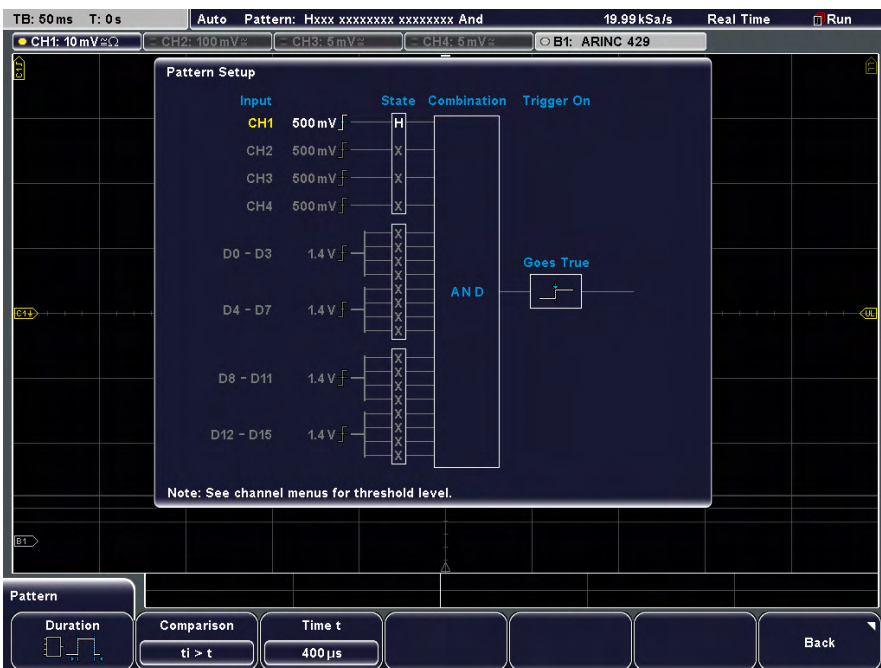 TB: 50 ms T: 0 s Auto Pattern: Hxxx xxxxxxxx xxxxxxxx And 19.99 kSa/s Real Time Run
CH1: 10 mV≅Ω CH2: 100 mV≅ CH3: 5 mV≅ CH4: 5 mV≅ B1: ARINC 429
Pattern Setup
Input State Combination Trigger On
CH1 500 mV H
CH2 500 mV X
CH3 500 mV X
CH4 500 mV X
X
D0 - D3 1.4 V X
X
X
Goes True
X
AND
D4 - D7 1.4 V X
X
X
X
D8 - D11 1.4 V X
X
X
X
D12 - D15 1.4 V X
X
X
Note: See channel menus for threshold level.
C1
UL
B1
Pattern
Duration Comparison Time t
ti > t 400 µs Back